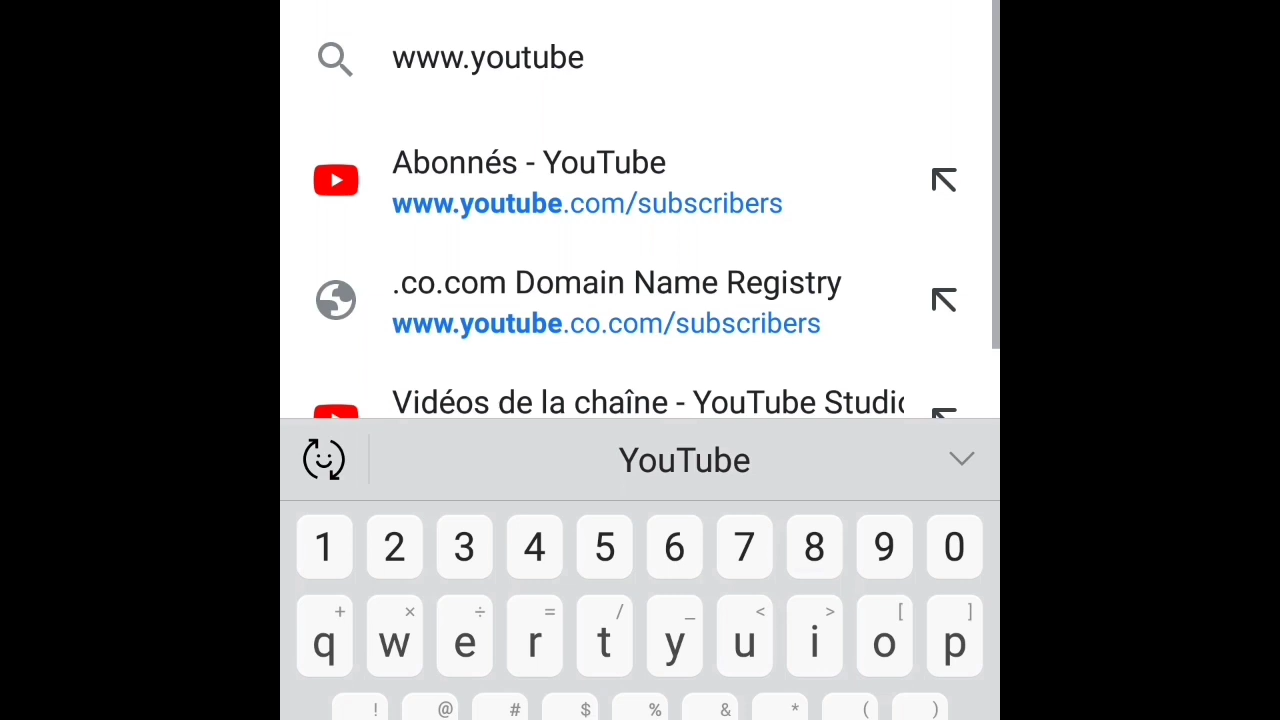 www.youtube
Abonnés - YouTube
www.youtube.com/subscribers
.co.com Domain Name Registry
www.youtube.co.com/subscribers
Vidéos de la chaîne - YouTube
YouTube
1 2 3 4 5 6 7 8 9 0
+ × ÷ = / _ < > [ ]
q w e r t y u i o p
! @ # $ % & * ( )